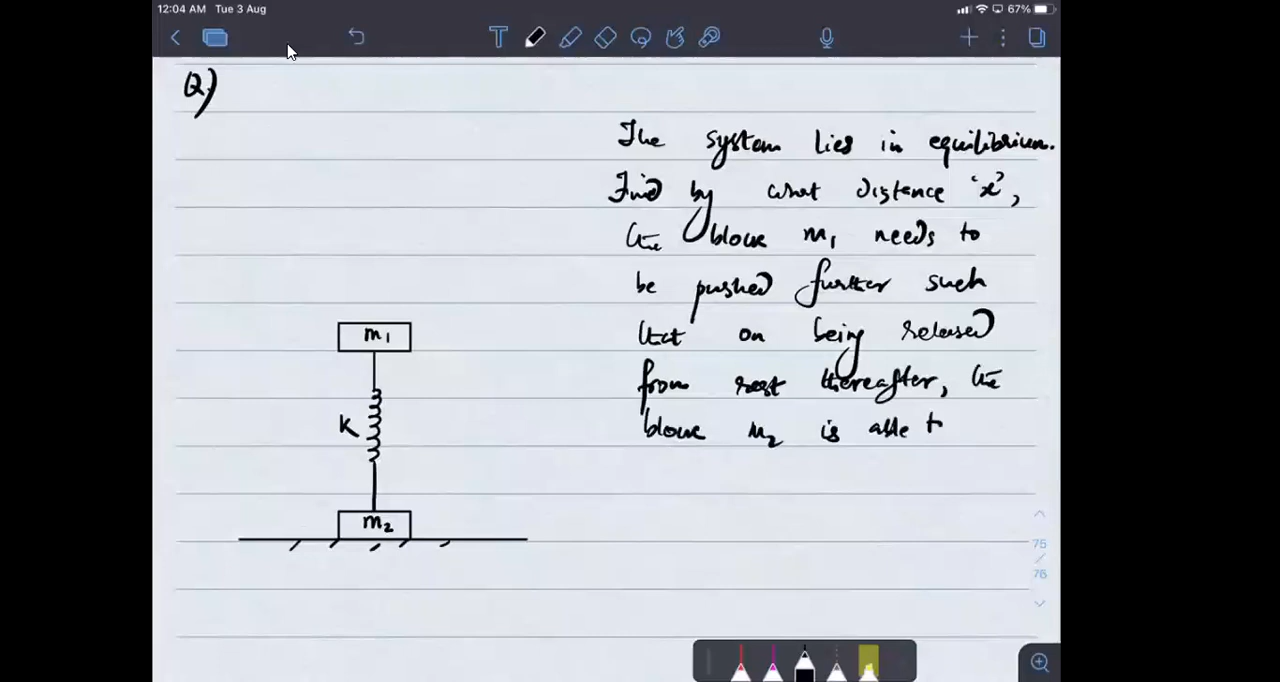 12:04 AM Tue 3 Aug
67%
Q)
The system lies in equilibrium.
Find by what distance 'x',
the block m1 needs to
be pushed further such
that on being released
from rest thereafter, the
block m2 is able to
m1
k
m2
75
/
76